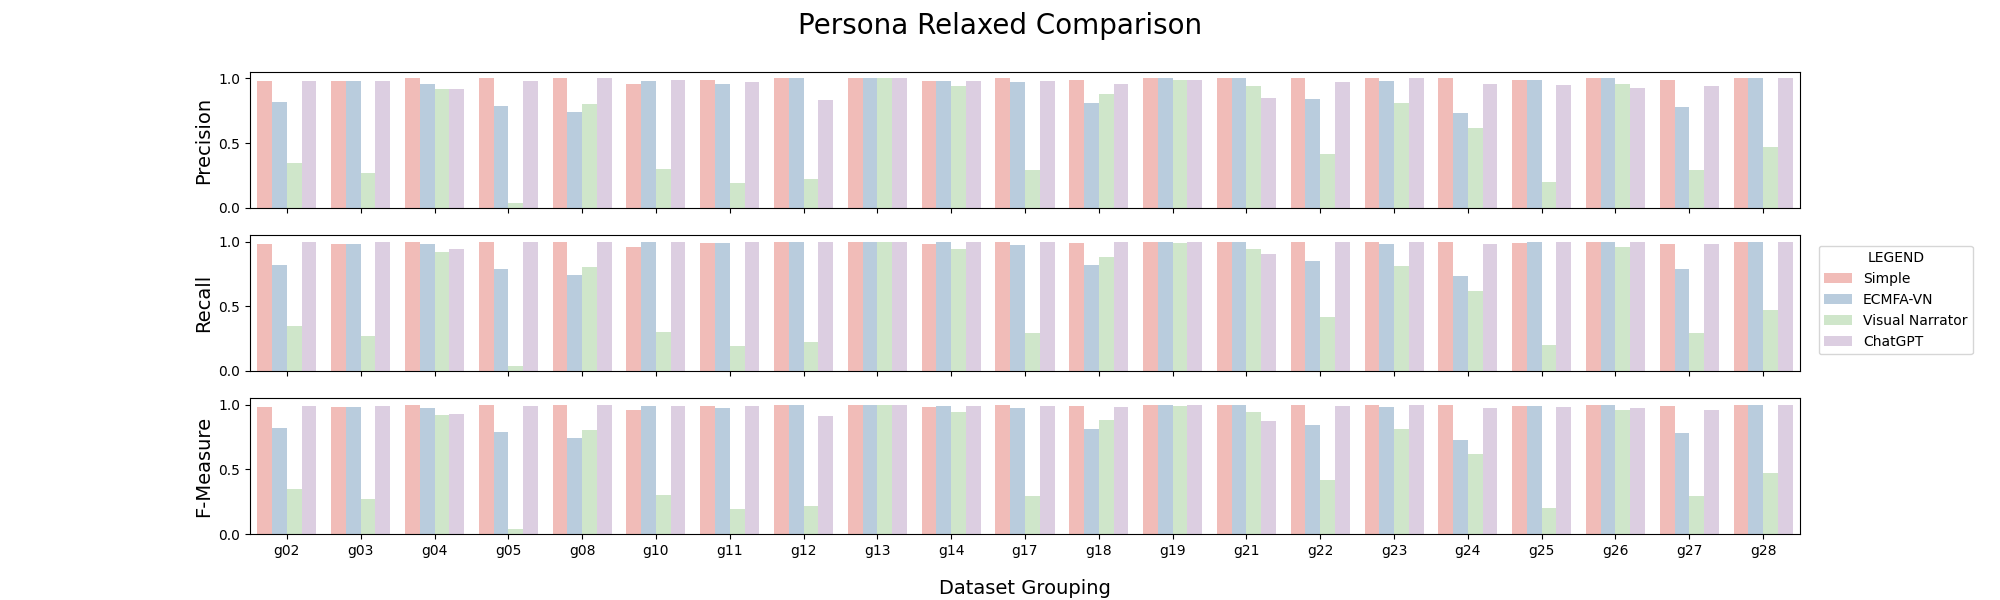 Persona Relaxed Comparison
Precision
1.0
0.5
0.0
Recall
1.0
0.5
0.0
F-Measure
1.0
0.5
0.0
g02 g03 g04 g05 g08 g10 g11 g12 g13 g14 g17 g18 g19 g21 g22 g23 g24 g25 g26 g27 g28
Dataset Grouping
LEGEND
Simple
ECMFA-VN
Visual Narrator
ChatGPT